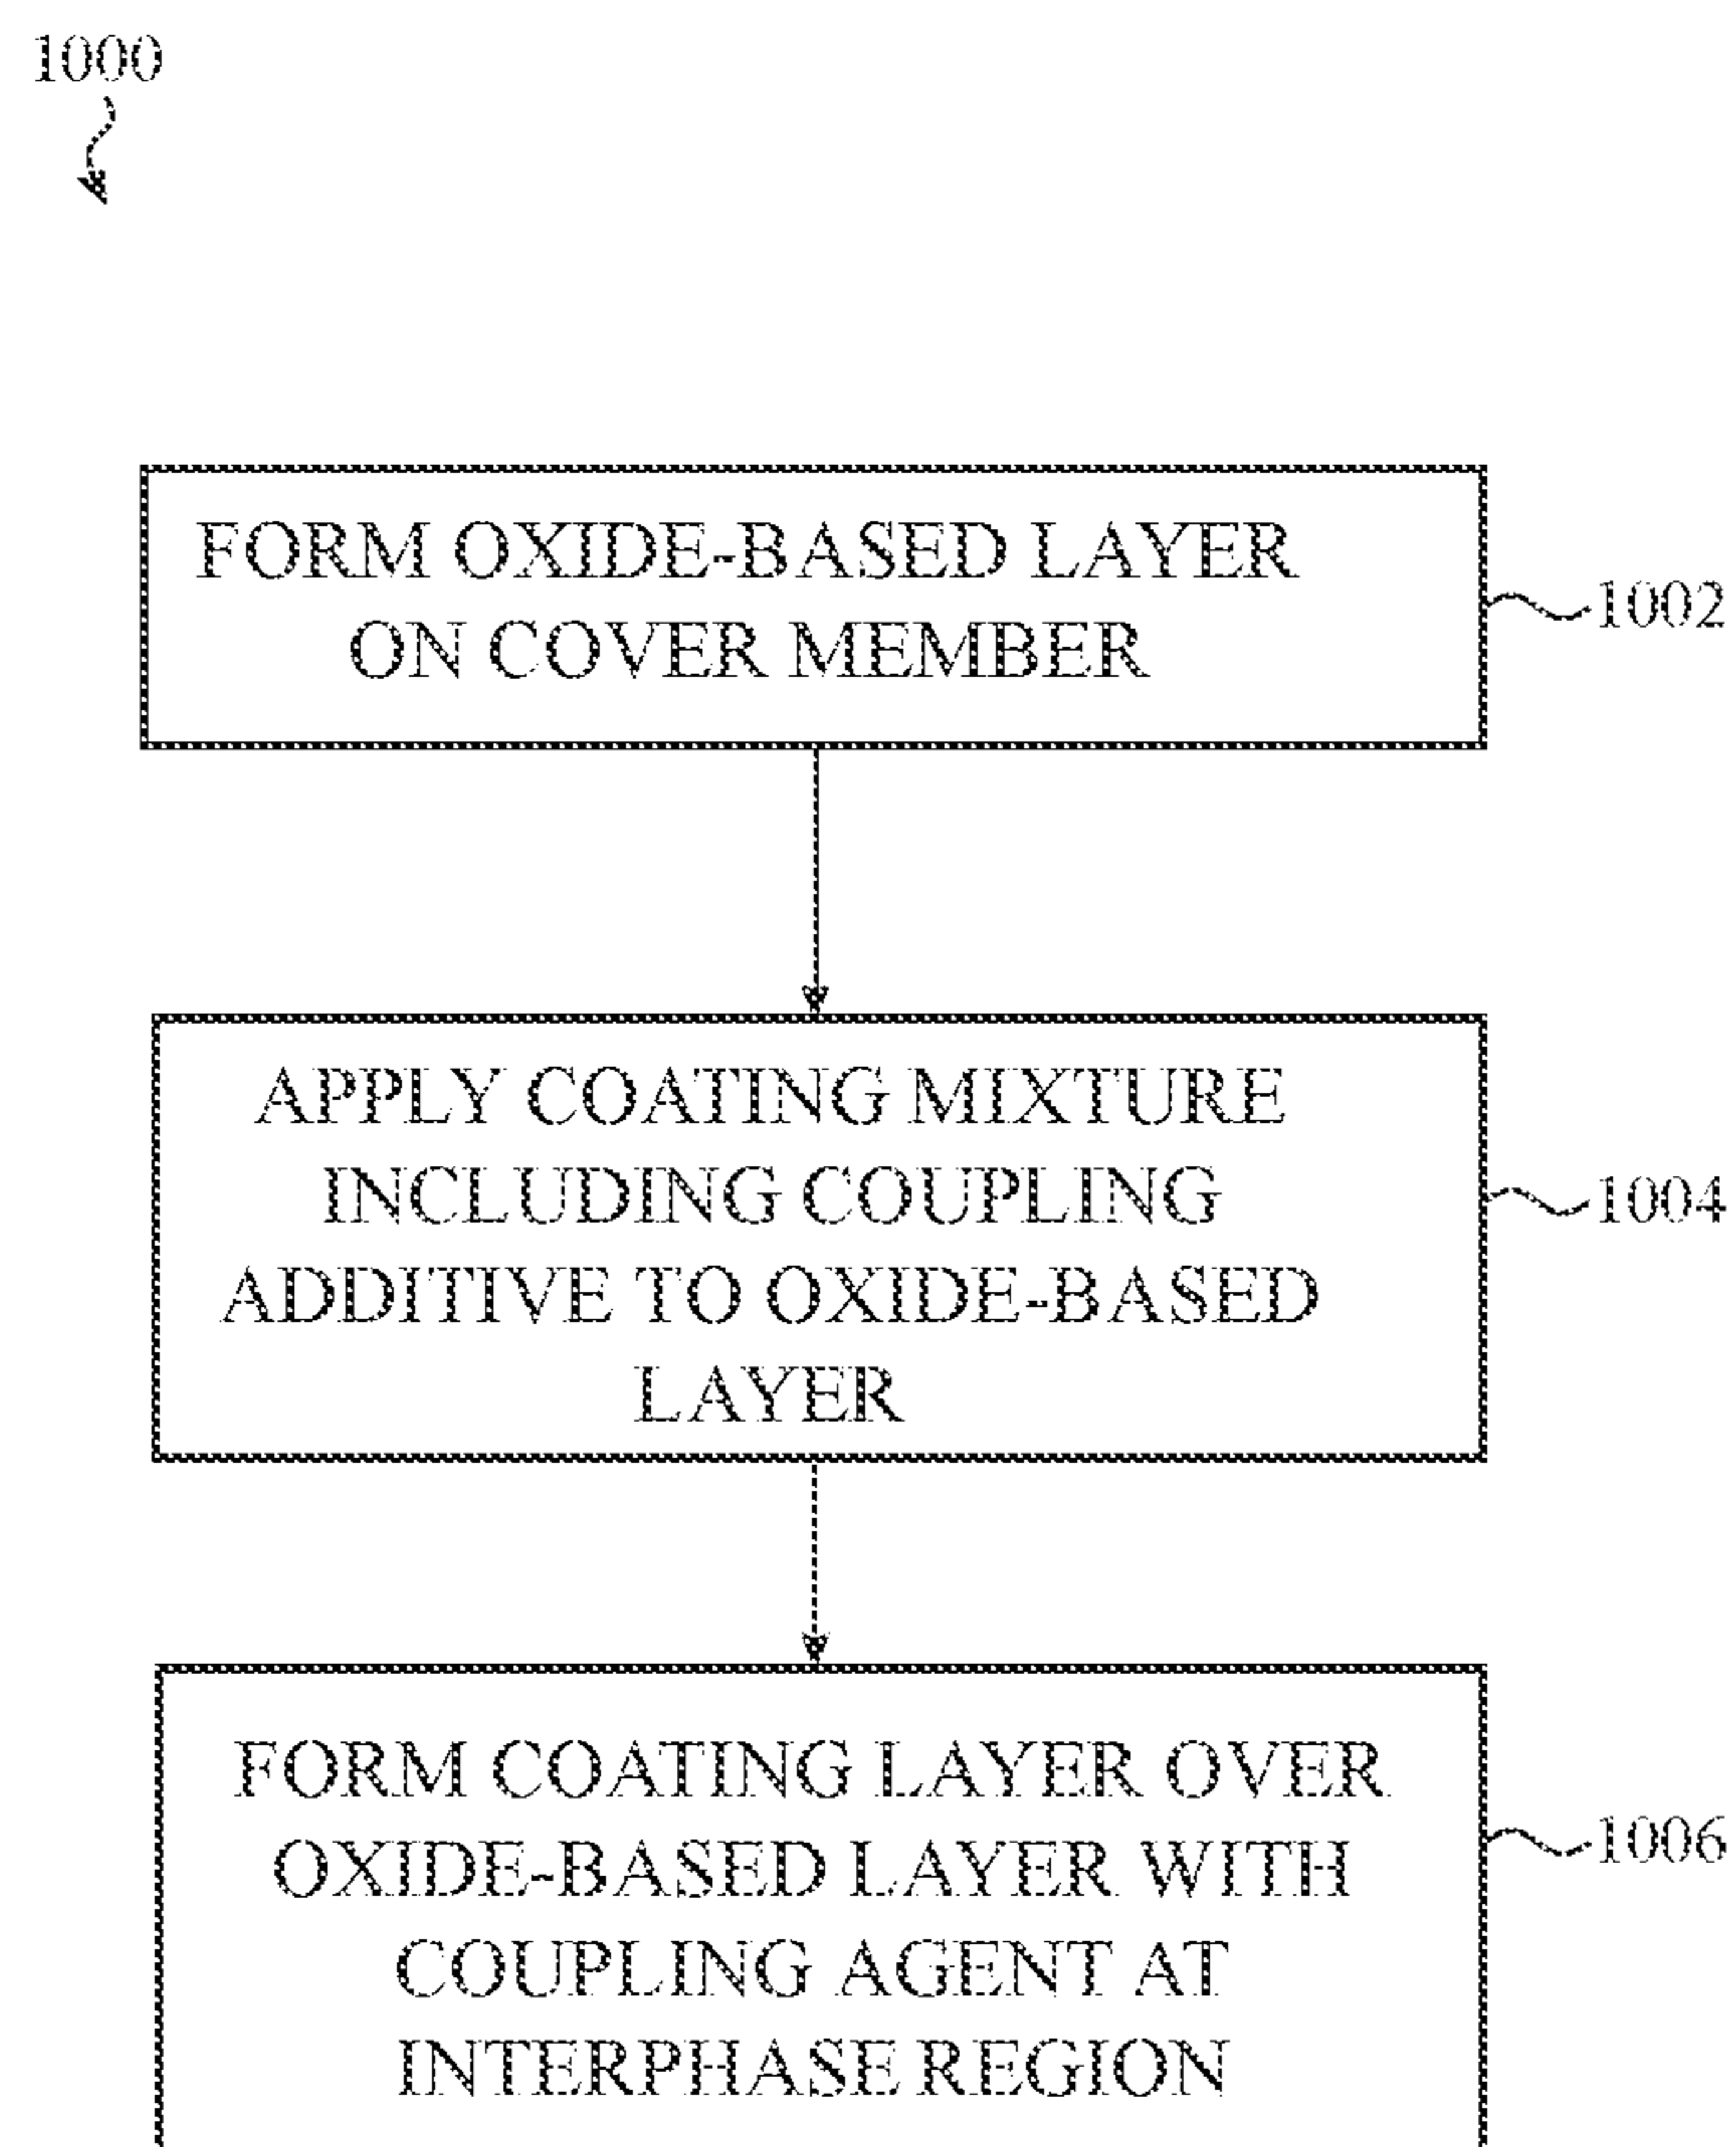 1000
FORM OXIDE-BASED LAYER
ON COVER MEMBER
1002
APPLY COATING MIXTURE
INCLUDING COUPLING
ADDITIVE TO OXIDE-BASED
LAYER
1004
FORM COATING LAYER OVER
OXIDE-BASED LAYER WITH
COUPLING AGENT AT
INTERPHASE REGION
1006